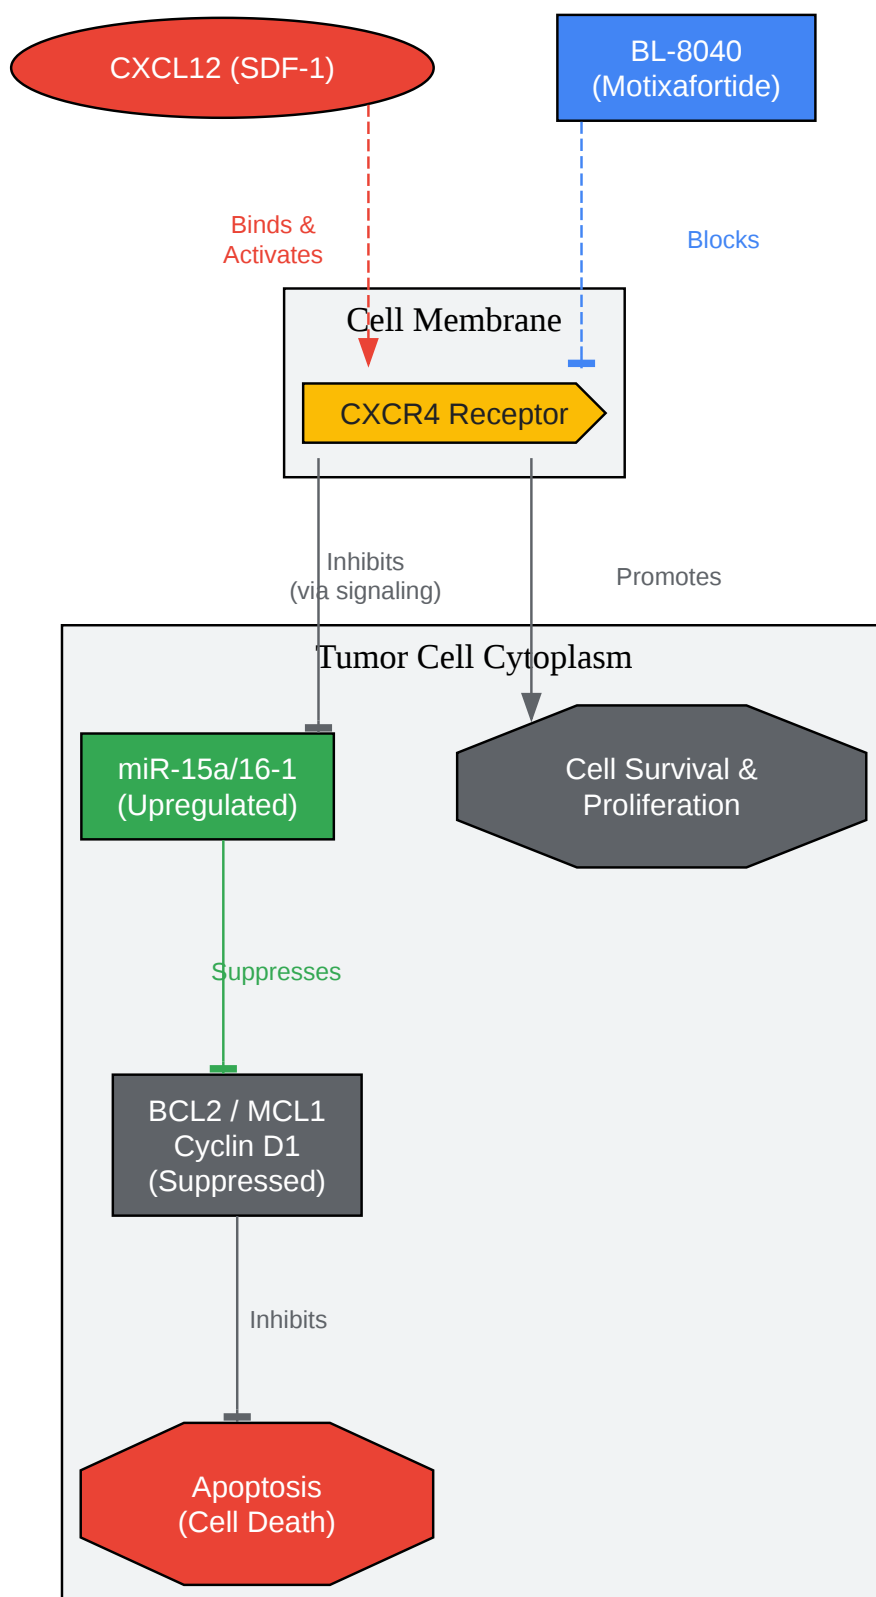 CXCL12 (SDF-1)
BL-8040
(Motixafortide)
Binds &
Activates
Blocks
Cell Membrane
CXCR4 Receptor
Inhibits
(via signaling)
Promotes
Tumor Cell Cytoplasm
miR-15a/16-1
(Upregulated)
Cell Survival &
Proliferation
Suppresses
BCL2 / MCL1
Cyclin D1
(Suppressed)
Inhibits
Apoptosis
(Cell Death)